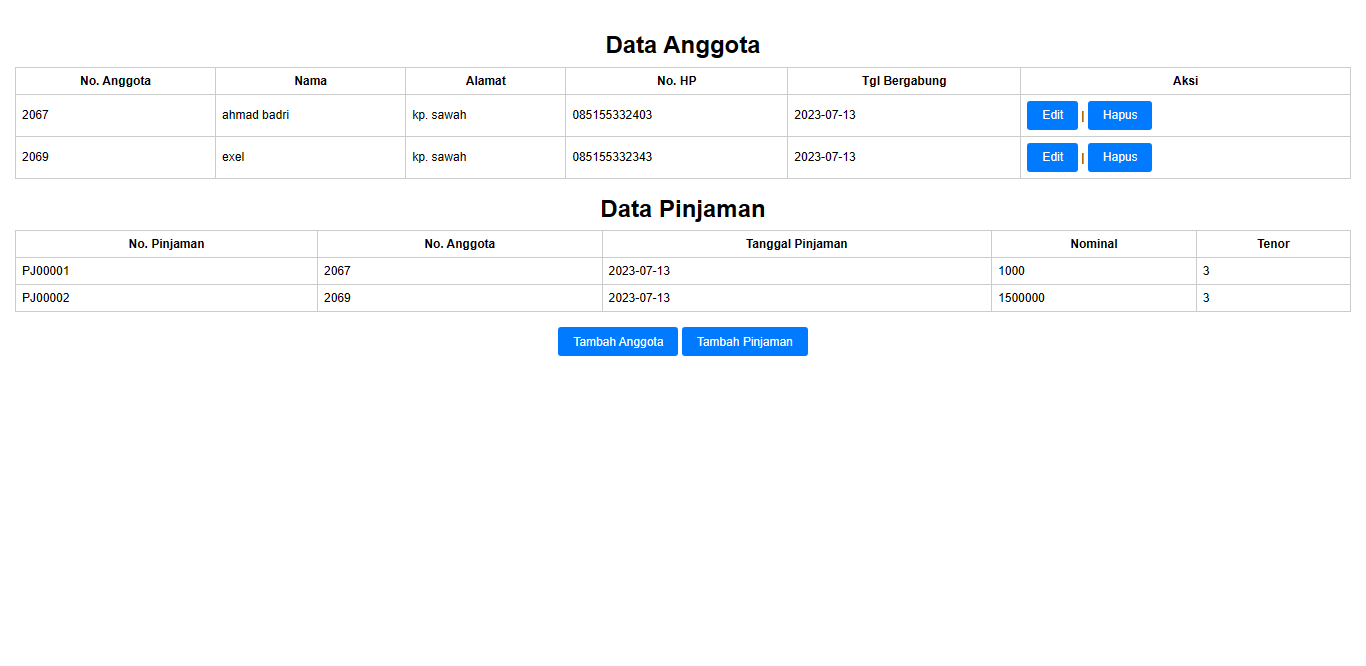 Data Anggota
No. Anggota Nama Alamat No. HP Tgl Bergabung Aksi
2067 ahmad badri kp. sawah 085155332403 2023-07-13 Edit | Hapus
2069 exel kp. sawah 085155332343 2023-07-13 Edit | Hapus
Data Pinjaman
No. Pinjaman No. Anggota Tanggal Pinjaman Nominal Tenor
PJ00001 2067 2023-07-13 1000 3
PJ00002 2069 2023-07-13 1500000 3
Tambah Anggota Tambah Pinjaman